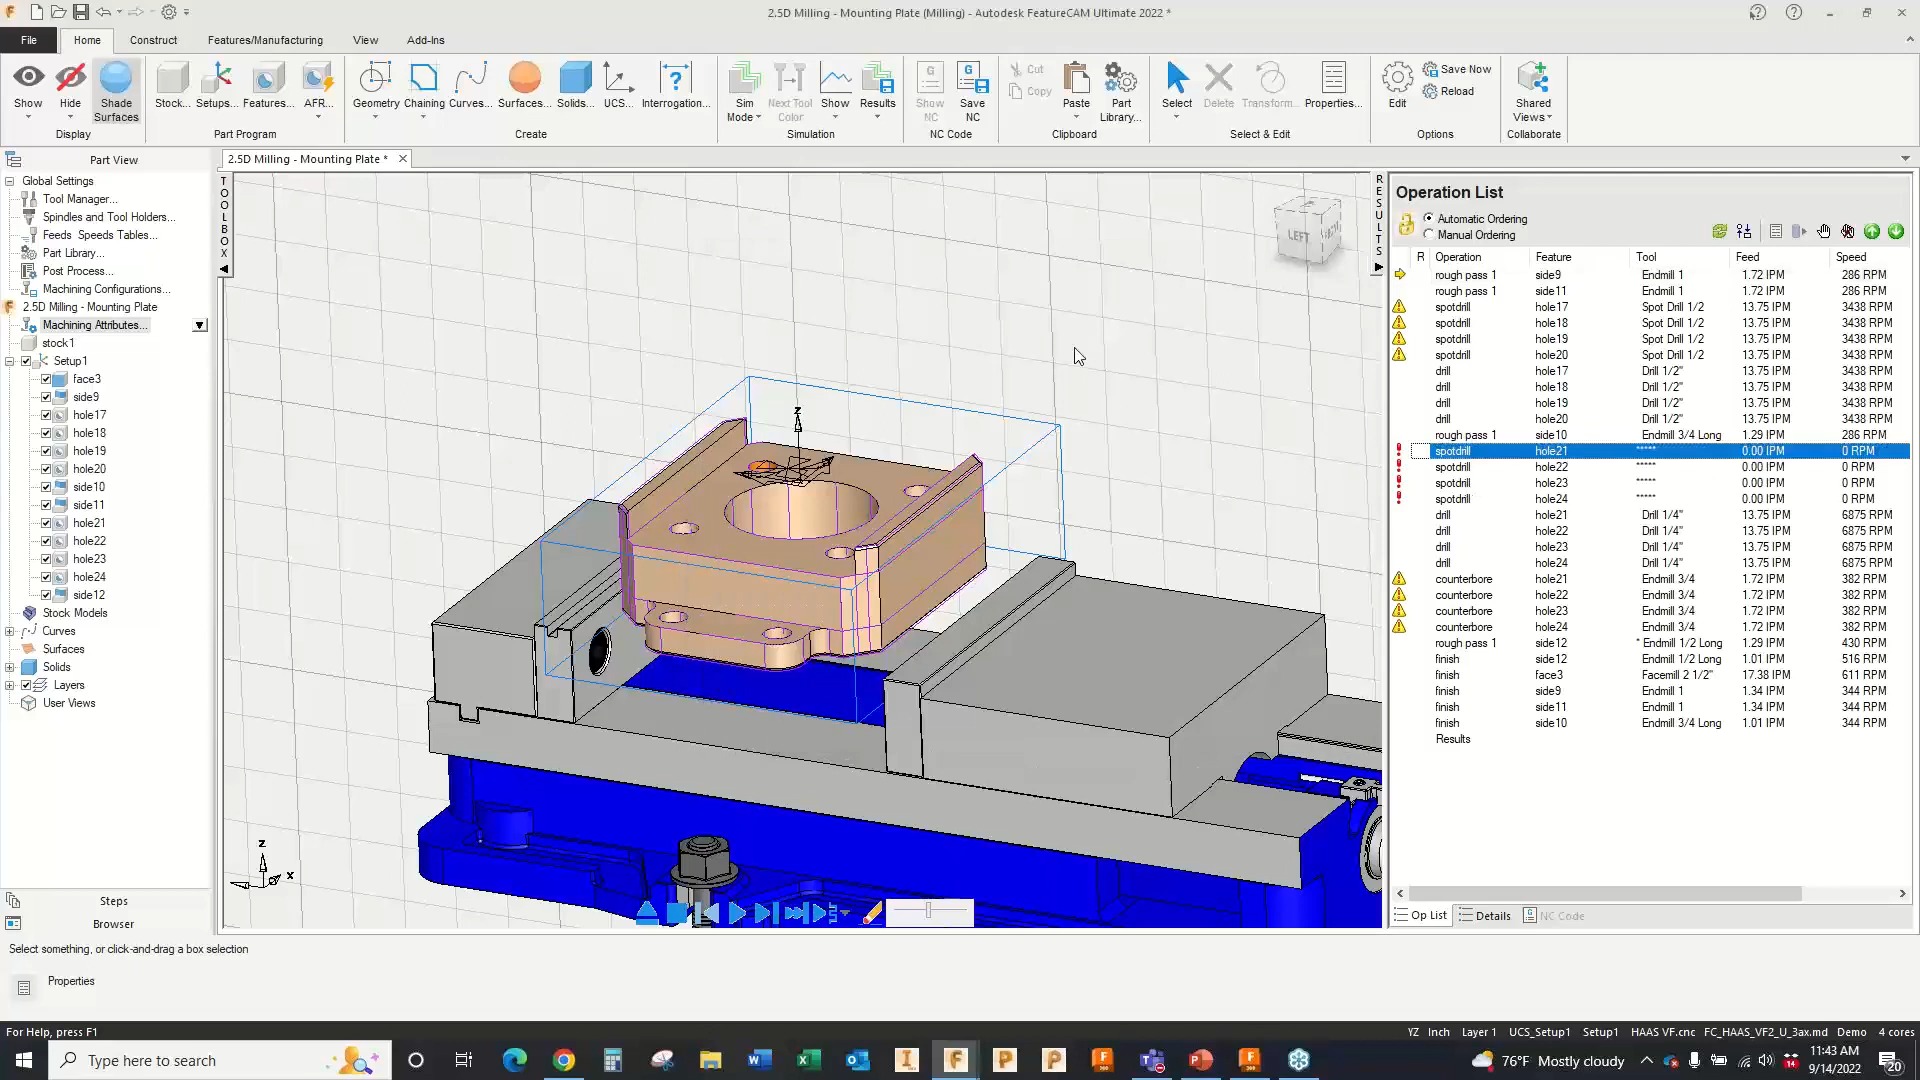 2.5D Milling - Mounting Plate (Milling) - Autodesk FeatureCAM Ultimate 2022 *
File Home Construct Features/Manufacturing View Add-Ins
Show Hide Shade Surfaces Stock... Setups... Features... AFR... Geometry Chaining Curves... Surfaces... Solids... UCS... Interrogation... Sim Mode Next Tool Color Show Results Show NC Save NC Cut Copy Paste Part Library... Select Delete Transform... Properties... Edit Save Now Reload Shared Views
Display Part Program Create Simulation NC Code Clipboard Select & Edit Options Collaborate
Part View
2.5D Milling - Mounting Plate *
Global Settings
Tool Manager...
Spindles and Tool Holders...
Feeds Speeds Tables...
Part Library...
Post Process...
Machining Configurations...
2.5D Milling - Mounting Plate
Machining Attributes...
stock1
Setup1
face3
side9
hole17
hole18
hole19
hole20
side10
side11
hole21
hole22
hole23
hole24
side12
Stock Models
Curves
Surfaces
Solids
Layers
User Views
Steps
Browser
TOOLBOX
Z
LEFT
z
x
RESULTS
Operation List
Automatic Ordering
Manual Ordering
R Operation Feature Tool Feed Speed
rough pass 1 side9 Endmill 1 1.72 IPM 286 RPM
rough pass 1 side11 Endmill 1 1.72 IPM 286 RPM
spotdrill hole17 Spot Drill 1/2 13.75 IPM 3438 RPM
spotdrill hole18 Spot Drill 1/2 13.75 IPM 3438 RPM
spotdrill hole19 Spot Drill 1/2 13.75 IPM 3438 RPM
spotdrill hole20 Spot Drill 1/2 13.75 IPM 3438 RPM
drill hole17 Drill 1/2" 13.75 IPM 3438 RPM
drill hole18 Drill 1/2" 13.75 IPM 3438 RPM
drill hole19 Drill 1/2" 13.75 IPM 3438 RPM
drill hole20 Drill 1/2" 13.75 IPM 3438 RPM
rough pass 1 side10 Endmill 3/4 Long 1.29 IPM 286 RPM
spotdrill hole21 ***** 0.00 IPM 0 RPM
spotdrill hole22 ***** 0.00 IPM 0 RPM
spotdrill hole23 ***** 0.00 IPM 0 RPM
spotdrill hole24 ***** 0.00 IPM 0 RPM
drill hole21 Drill 1/4" 13.75 IPM 6875 RPM
drill hole22 Drill 1/4" 13.75 IPM 6875 RPM
drill hole23 Drill 1/4" 13.75 IPM 6875 RPM
drill hole24 Drill 1/4" 13.75 IPM 6875 RPM
counterbore hole21 Endmill 3/4 1.72 IPM 382 RPM
counterbore hole22 Endmill 3/4 1.72 IPM 382 RPM
counterbore hole23 Endmill 3/4 1.72 IPM 382 RPM
counterbore hole24 Endmill 3/4 1.72 IPM 382 RPM
rough pass 1 side12 * Endmill 1/2 Long 1.29 IPM 430 RPM
finish side12 Endmill 1/2 Long 1.01 IPM 516 RPM
finish face3 Facemill 2 1/2" 17.38 IPM 611 RPM
finish side9 Endmill 1 1.34 IPM 344 RPM
finish side11 Endmill 1 1.34 IPM 344 RPM
finish side10 Endmill 3/4 Long 1.01 IPM 344 RPM
Results
Op List Details NC Code
Select something, or click-and-drag a box selection
Properties
For Help, press F1
YZ Inch Layer 1 UCS_Setup1 Setup1 HAAS VF.cnc FC_HAAS_VF2_U_3ax.md Demo 4 cores
Type here to search
76°F Mostly cloudy
11:43 AM
9/14/2022
20